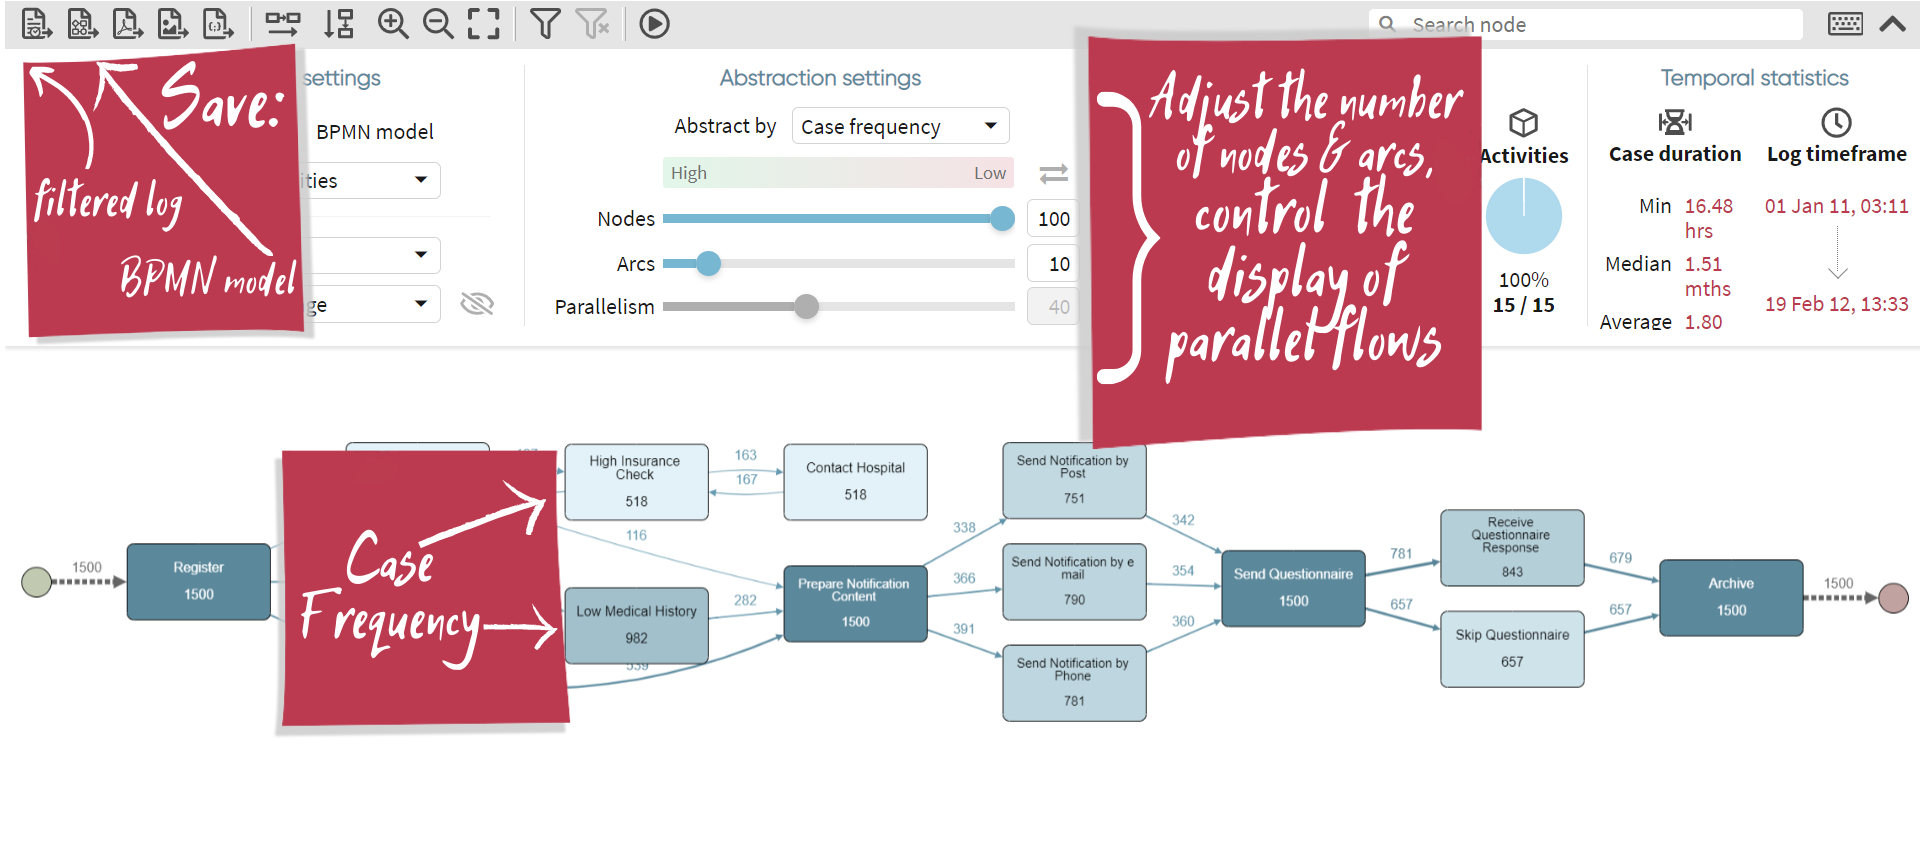 Search node
Save:
filtered log
BPMN model
settings
BPMN model
ities
ge
Abstraction settings
Abstract by
Case frequency
High
Low
Nodes
100
Arcs
10
Parallelism
40
Adjust the number
of nodes & arcs,
control the
display of
parallel flows
Activities
100%
15 / 15
Temporal statistics
Case duration
Log timeframe
Min
16.48
hrs
Median
1.51
mths
Average
1.80
01 Jan 11, 03:11
19 Feb 12, 13:33
1500
Register
1500
Case
Frequency
High Insurance
Check
518
163
167
Contact Hospital
518
116
Low Medical History
982
282
539
Prepare Notification
Content
1500
338
366
391
Send Notification by
Post
751
Send Notification by e
mail
790
Send Notification by
Phone
781
342
354
360
Send Questionnaire
1500
781
657
Receive
Questionnaire
Response
843
Skip Questionnaire
657
679
657
Archive
1500
1500